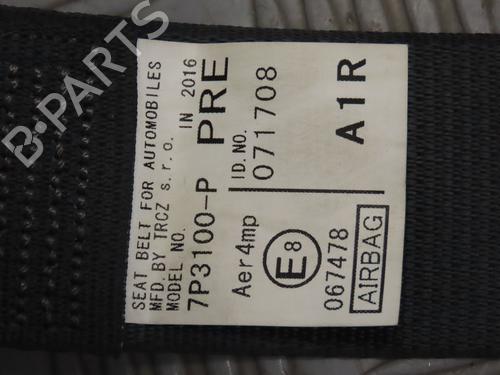 SEAT BELT FOR AUTOMOBILES
MFD. BY TRCZ s.r.o. IN 2016
MODEL NO.
7P3100-P PRE
Aer4mp ID.NO.
071708
E8
067478 A1R
AIRBAG
B-PARTS